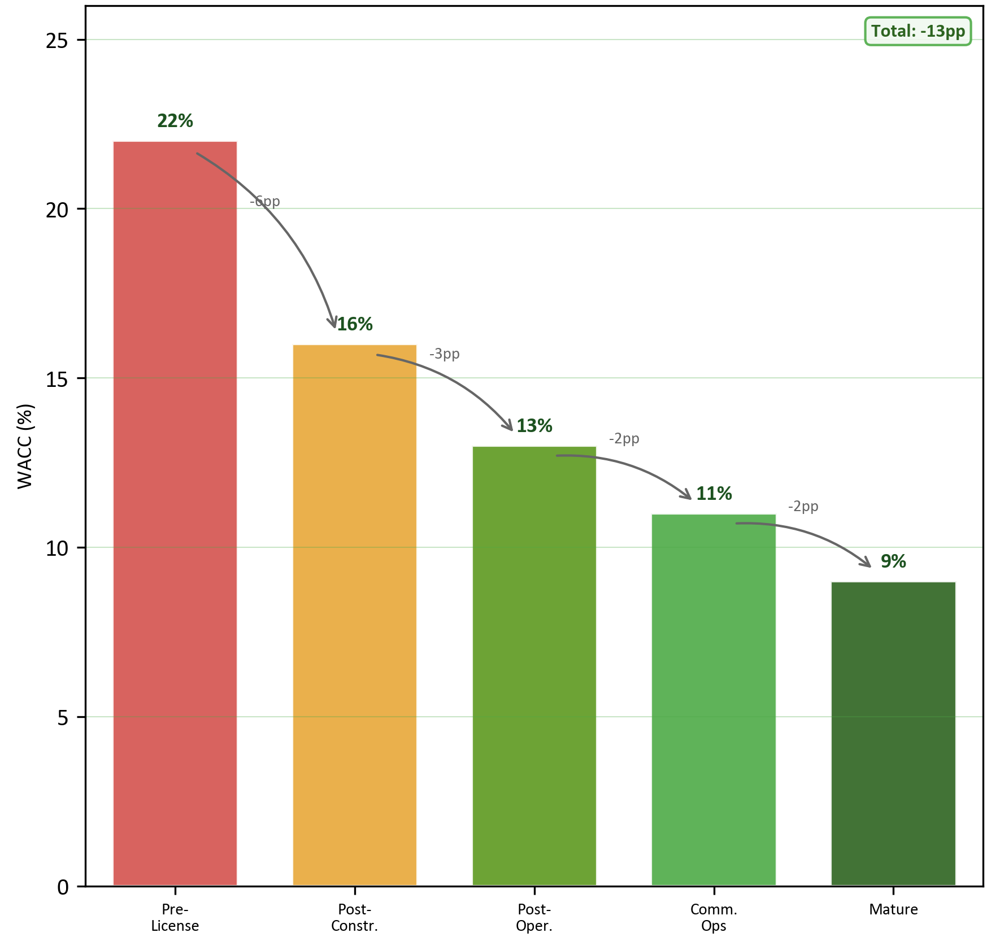 Total: -13pp
25
20
15
10
5
0
WACC (%)
22%
-6pp
16%
-3pp
13%
-2pp
11%
-2pp
9%
Pre-
License
Post-
Constr.
Post-
Oper.
Comm.
Ops
Mature